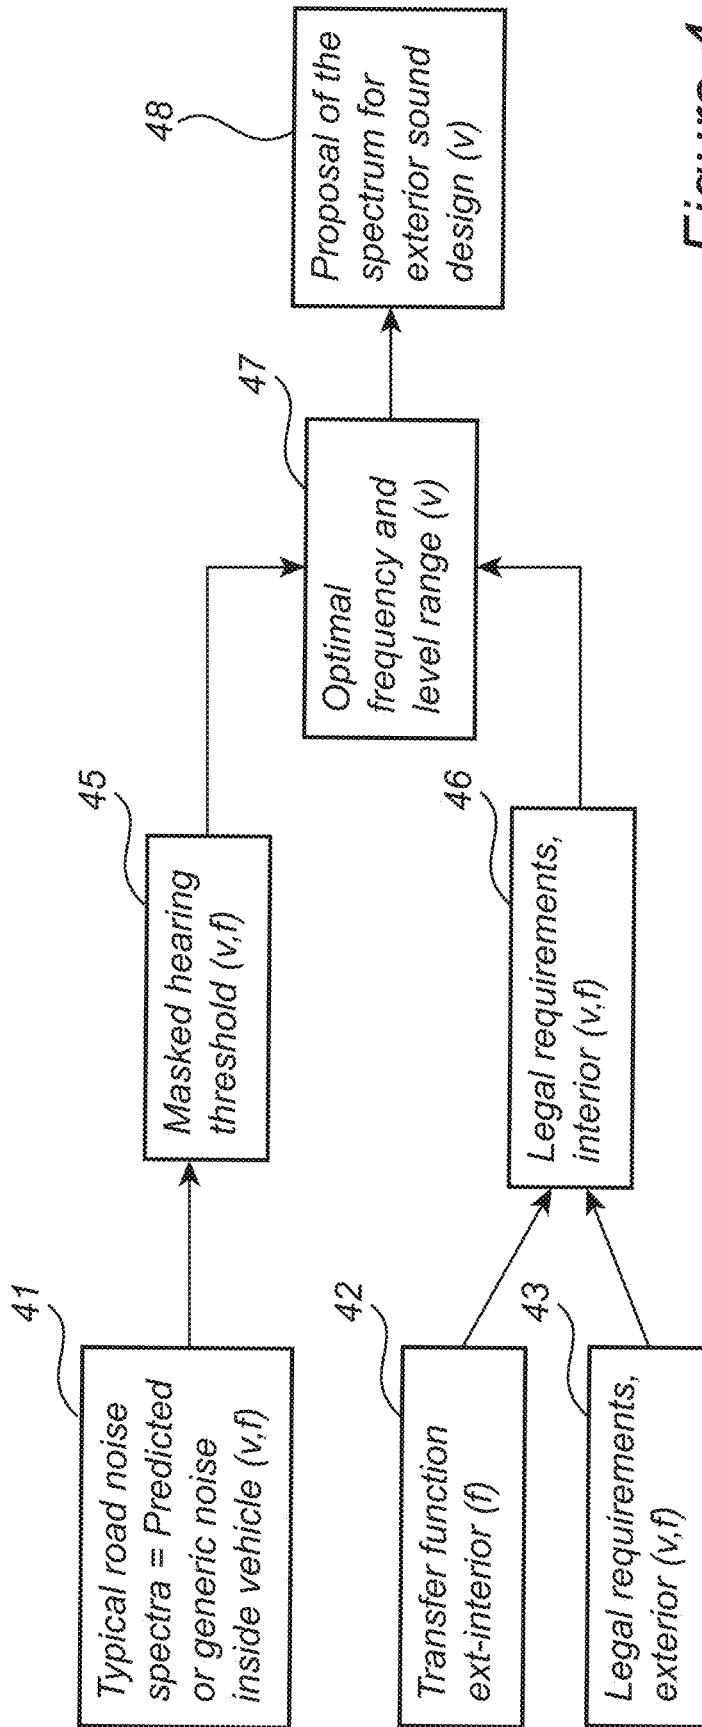 41
Typical road noise
spectra = Predicted
or generic noise
inside vehicle (v,f)
45
Masked hearing
threshold (v,f)
42
Transfer function
ext-interior (f)
43
Legal requirements,
exterior (v,f)
46
Legal requirements,
interior (v,f)
47
Optimal
frequency and
level range (v)
48
Proposal of the
spectrum for
exterior sound
design (v)
Figure 4